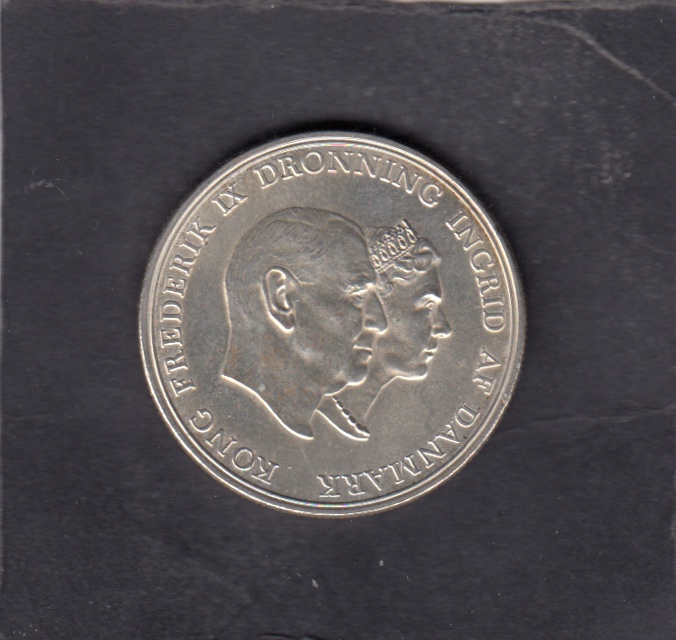 KONG FREDERIK IX DRONNING INGRID AF DANMARK